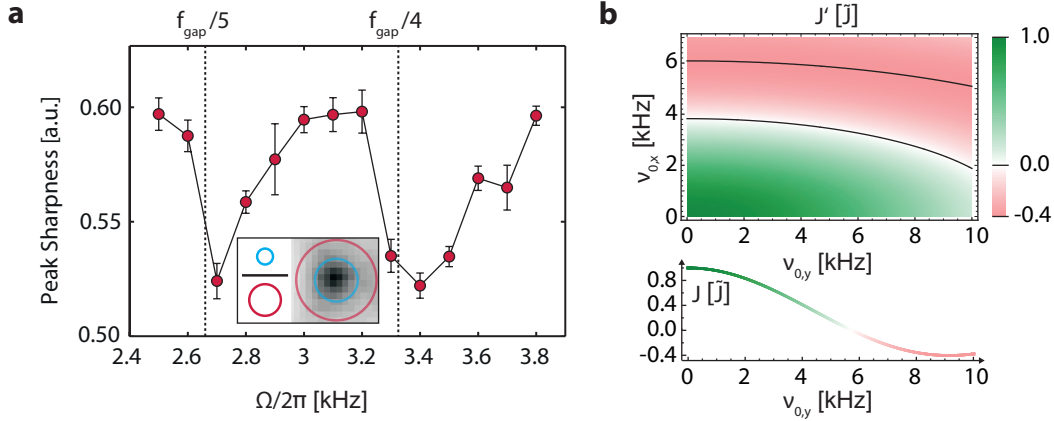 a
f_gap/5
f_gap/4
Peak Sharpness [a.u.]
0.60
0.55
0.50
2.4 2.6 2.8 3 3.2 3.4 3.6 3.8
Ω/2π [kHz]
b
J' [J̃]
ν_0,x [kHz]
6
4
2
0
0 2 4 6 8 10
ν_0,y [kHz]
1.0
0.0
-0.4
J [J̃]
0.8
0.4
0.0
-0.4
0 2 4 6 8 10
ν_0,y [kHz]